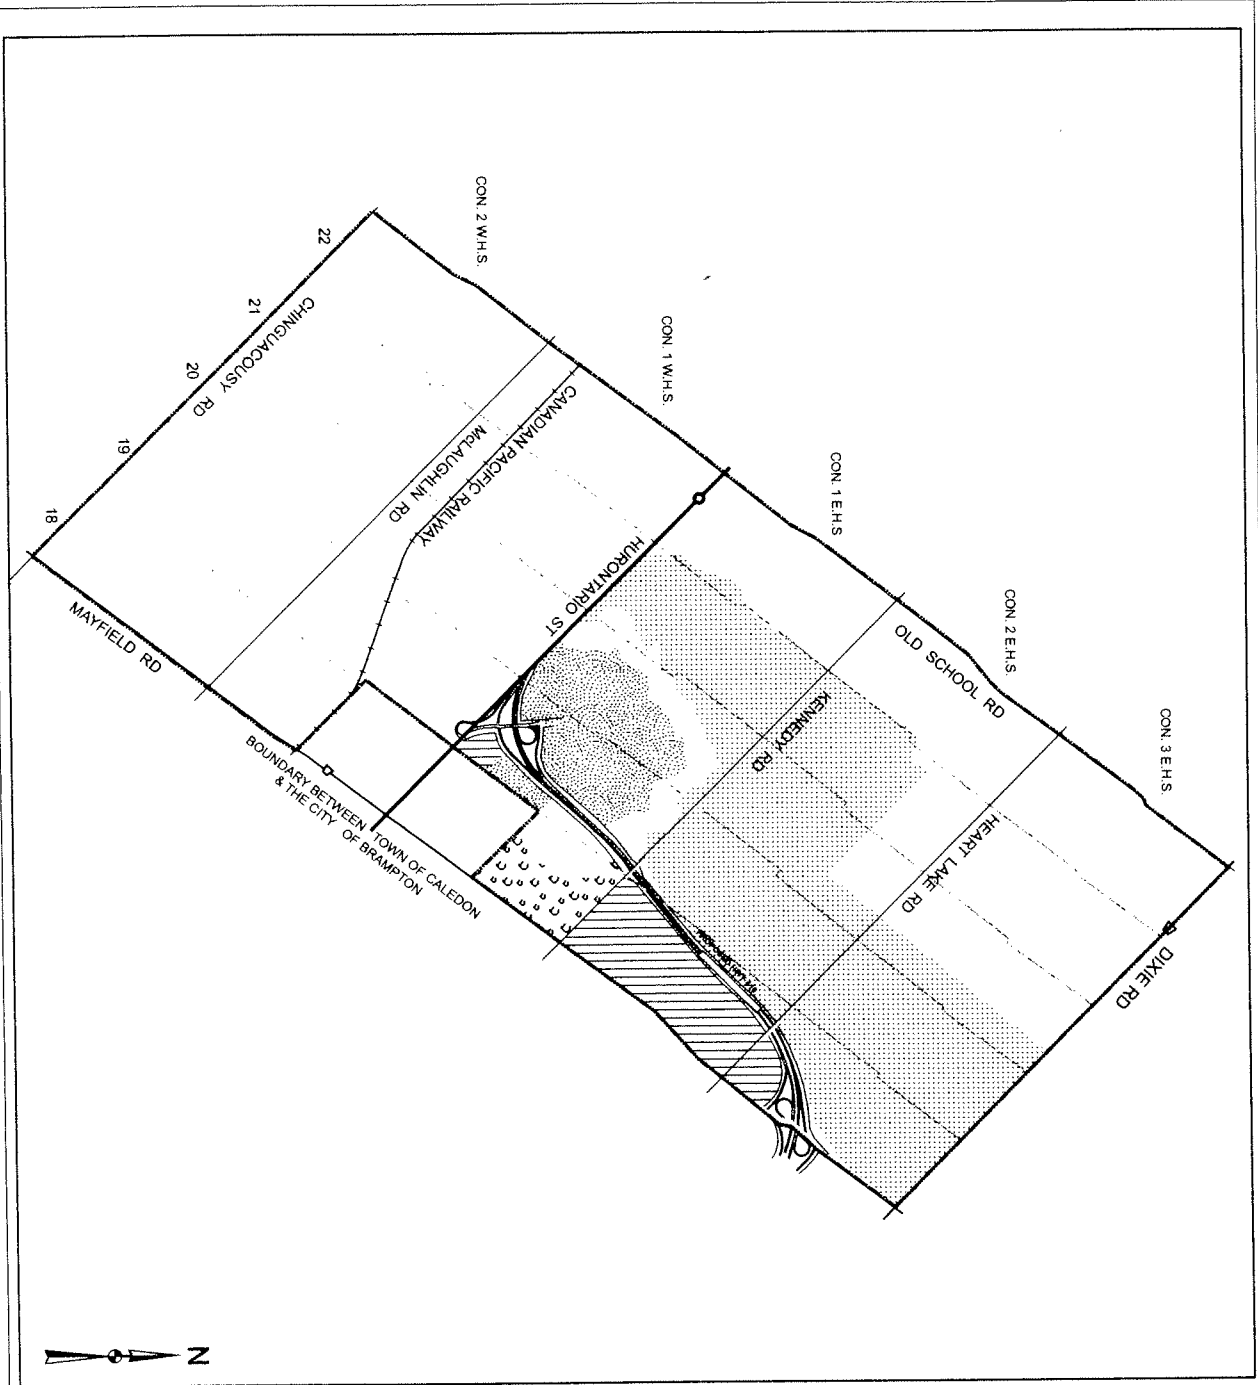 CON. 2 W.H.S.
CON. 1 W.H.S.
CON. 1 E.H.S
CON. 2 E.H.S.
CON. 3 E.H.S.
22
21
20
19
18
CHINGUACOUSY RD
McLAUGHLIN RD
CANADIAN PACIFIC RAILWAY
HURONTARIO ST
KENNEDY RD
OLD SCHOOL RD
HEART LAKE RD
DIXIE RD
MAYFIELD RD
BOUNDARY BETWEEN TOWN OF CALEDON
& THE CITY OF BRAMPTON
N